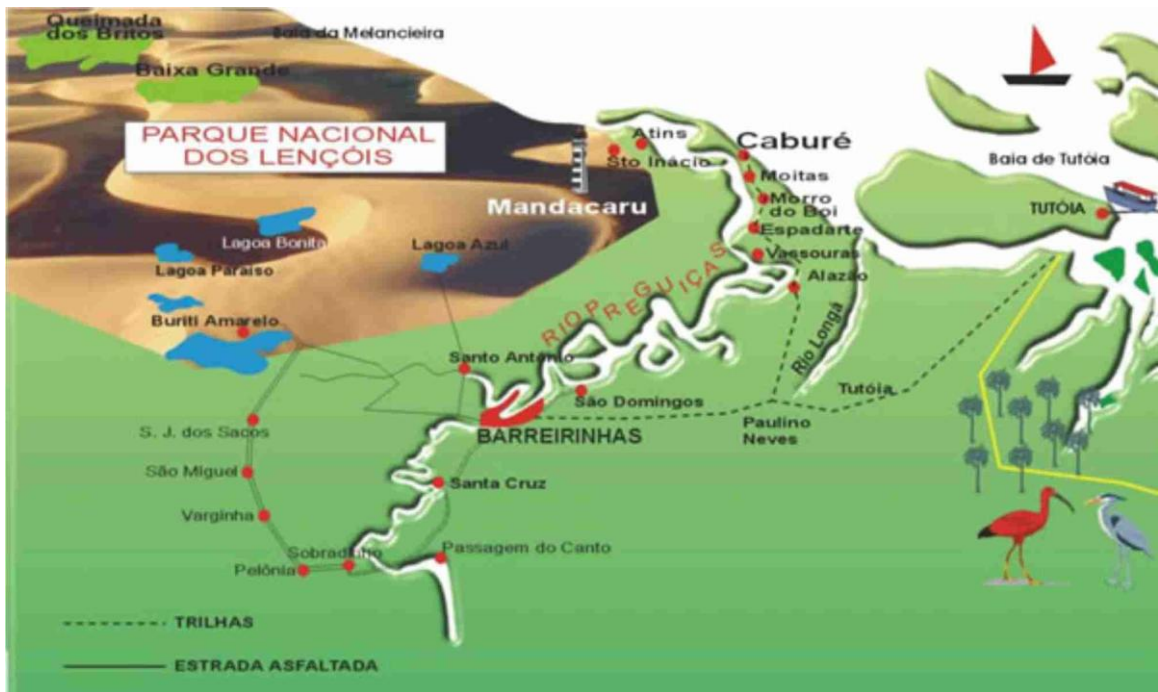 Queimada
dos Britos
Baia da Melancieira
Baixa Grande
PARQUE NACIONAL
DOS LENÇÓIS
Atins
Sto Inácio
Caburé
Moitas
Mandacaru
Morro
do Boi
Espadarte
Vassouras
Alazão
Baia de Tutóia
TUTÓIA
Lagoa Bonita
Lagoa Azul
Lagoa Paraiso
Buriti Amarelo
RIO PREGUIÇAS
Rio Longá
Santo Antônio
São Domingos
Tutóia
BARREIRINHAS
Paulino
Neves
S. J. dos Sacos
São Miguel
Santa Cruz
Varginha
Sobradinho
Passagem do Canto
Pelônia
TRILHAS
ESTRADA ASFALTADA